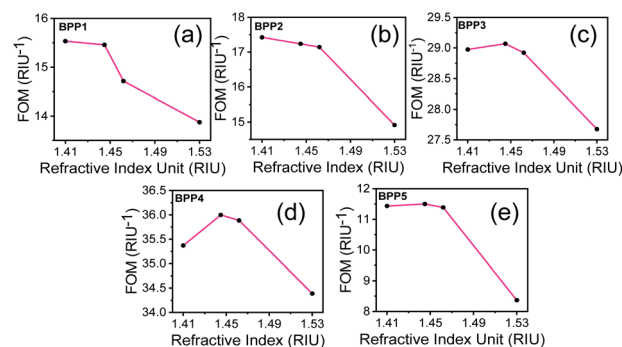 BPP1
(a)
FOM (RIU-1)
16
15
14
1.41 1.45 1.49 1.53
Refractive Index Unit (RIU)
BPP2
(b)
FOM (RIU-1)
18
17
16
15
1.41 1.45 1.49 1.53
Refractive Index Unit (RIU)
BPP3
(c)
FOM (RIU-1)
29.5
29.0
28.5
28.0
27.5
1.41 1.45 1.49 1.53
Refractive Index Unit (RIU)
BPP4
(d)
FOM (RIU-1)
36.5
36.0
35.5
35.0
34.5
34.0
1.41 1.45 1.49 1.53
Refractive Index (RIU)
BPP5
(e)
FOM (RIU-1)
12
11
10
9
8
1.41 1.45 1.49 1.53
Refractive Index Unit (RIU)